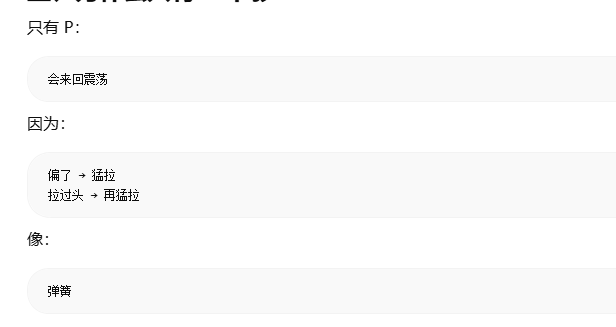 只有 P：
会来回震荡
因为：
偏了 → 猛拉
拉过头 → 再猛拉
像：
弹簧